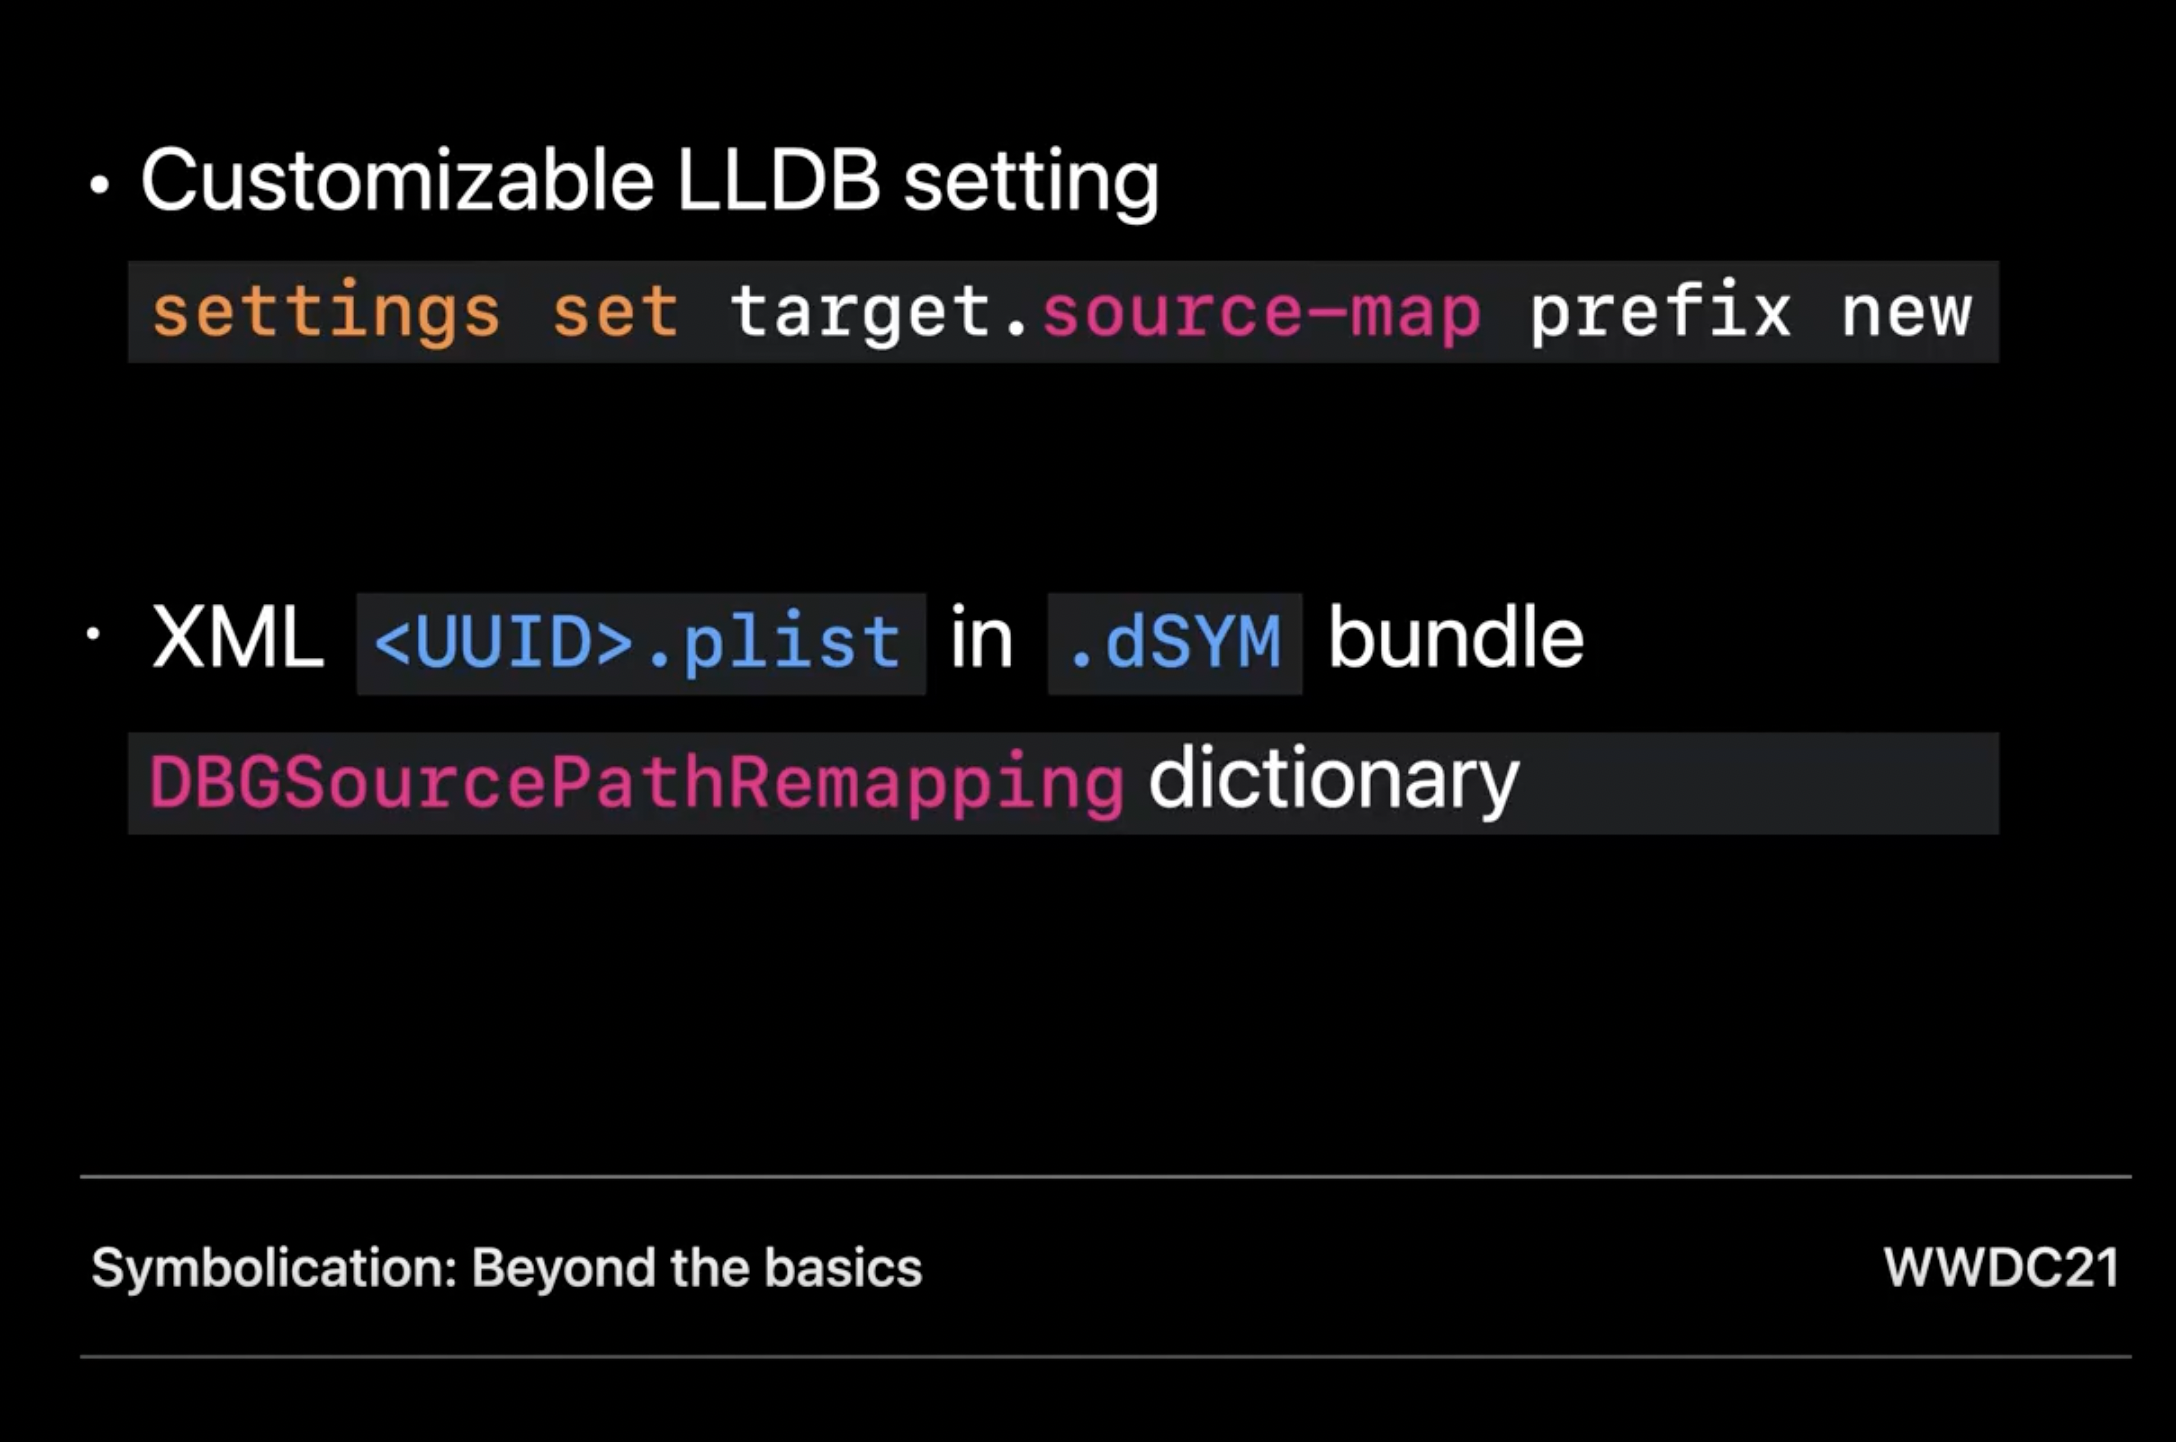 • Customizable LLDB setting
settings set target.source-map prefix new
• XML <UUID>.plist in .dSYM bundle
DBGSourcePathRemapping dictionary
Symbolication: Beyond the basics WWDC21